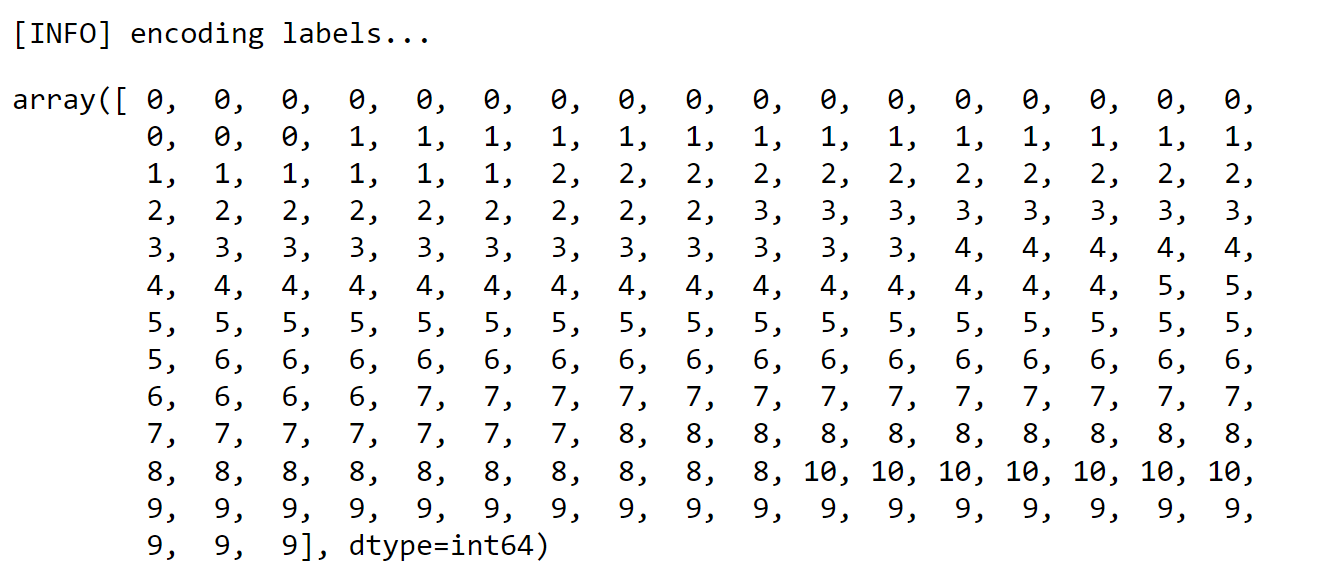 [INFO] encoding labels...
array([ 0, 0, 0, 0, 0, 0, 0, 0, 0, 0, 0, 0, 0, 0, 0, 0, 0,
0, 0, 0, 1, 1, 1, 1, 1, 1, 1, 1, 1, 1, 1, 1, 1, 1,
1, 1, 1, 1, 1, 1, 2, 2, 2, 2, 2, 2, 2, 2, 2, 2, 2,
2, 2, 2, 2, 2, 2, 2, 2, 2, 3, 3, 3, 3, 3, 3, 3, 3,
3, 3, 3, 3, 3, 3, 3, 3, 3, 3, 3, 3, 4, 4, 4, 4, 4,
4, 4, 4, 4, 4, 4, 4, 4, 4, 4, 4, 4, 4, 4, 4, 5, 5,
5, 5, 5, 5, 5, 5, 5, 5, 5, 5, 5, 5, 5, 5, 5, 5, 5,
5, 6, 6, 6, 6, 6, 6, 6, 6, 6, 6, 6, 6, 6, 6, 6, 6,
6, 6, 6, 6, 7, 7, 7, 7, 7, 7, 7, 7, 7, 7, 7, 7, 7,
7, 7, 7, 7, 7, 7, 7, 8, 8, 8, 8, 8, 8, 8, 8, 8, 8,
8, 8, 8, 8, 8, 8, 8, 8, 8, 8, 10, 10, 10, 10, 10, 10, 10,
9, 9, 9, 9, 9, 9, 9, 9, 9, 9, 9, 9, 9, 9, 9, 9, 9,
9, 9, 9], dtype=int64)